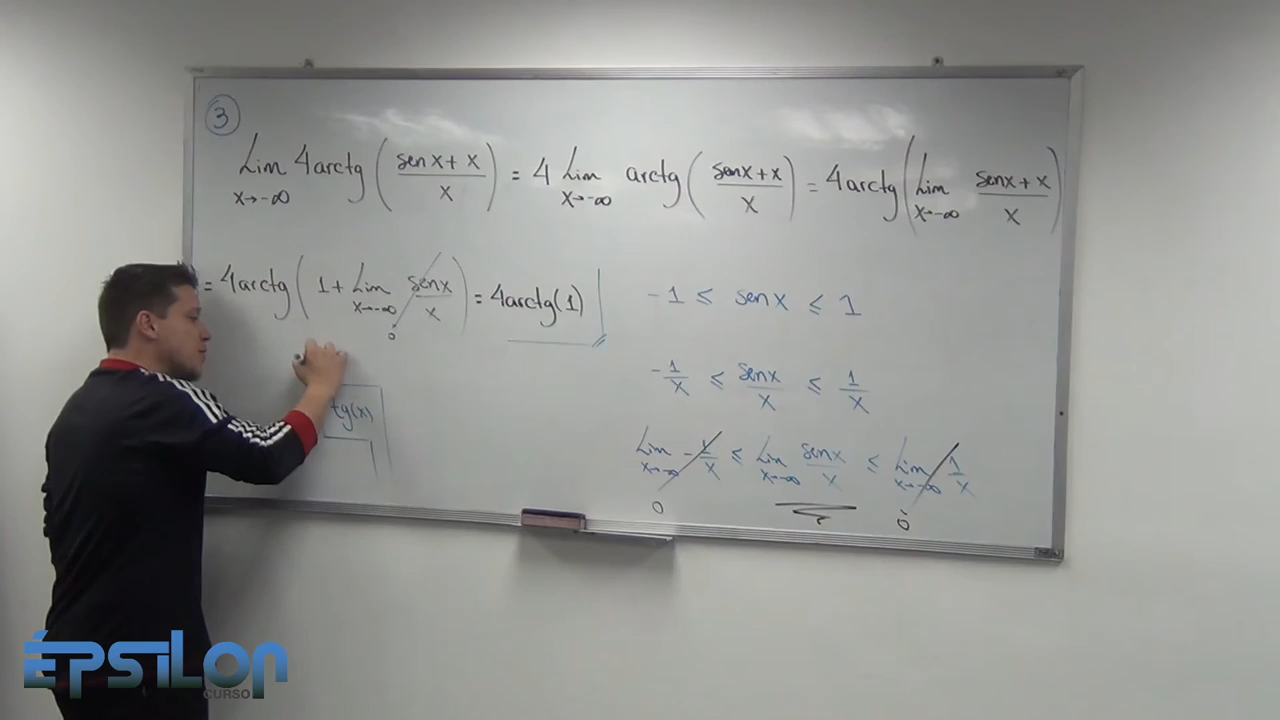 3
Lim x→-∞ 4arctg ( senx + x / x ) = 4 Lim x→-∞ arctg ( senx + x / x ) = 4arctg ( Lim x→-∞ senx + x / x )
= 4arctg ( 1 + Lim x→-∞ senx / x 0 ) = 4arctg(1)
-1 ≤ senx ≤ 1
-1/x ≤ senx/x ≤ 1/x
tg(x)
Lim x→-∞ -1/x ≤ Lim x→-∞ senx/x ≤ Lim x→-∞ 1/x
0 0
ÉPSILON
CURSO